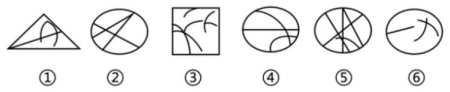 ① ② ③ ④ ⑤ ⑥